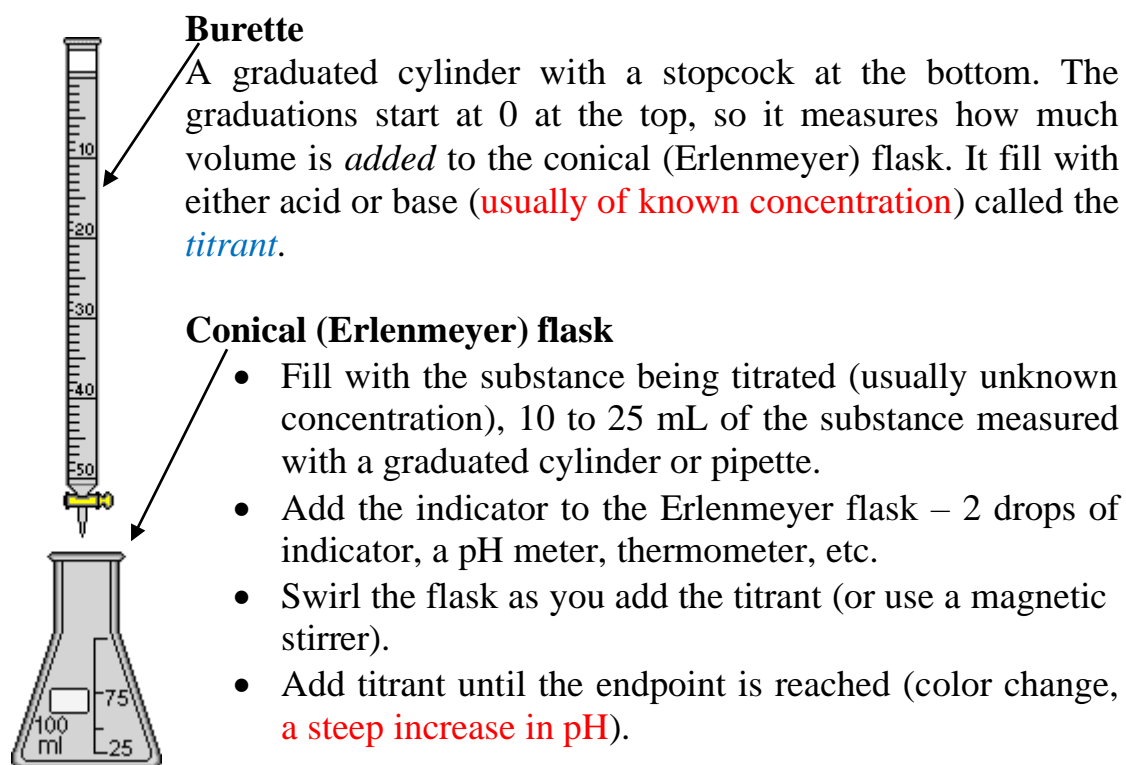 Burette
A graduated cylinder with a stopcock at the bottom. The
graduations start at 0 at the top, so it measures how much
volume is added to the conical (Erlenmeyer) flask. It fill with
either acid or base (usually of known concentration) called the
titrant.
10
20
30
40
50
Conical (Erlenmeyer) flask
• Fill with the substance being titrated (usually unknown
concentration), 10 to 25 mL of the substance measured
with a graduated cylinder or pipette.
• Add the indicator to the Erlenmeyer flask – 2 drops of
indicator, a pH meter, thermometer, etc.
• Swirl the flask as you add the titrant (or use a magnetic
stirrer).
• Add titrant until the endpoint is reached (color change,
a steep increase in pH).
75
100
ml
25